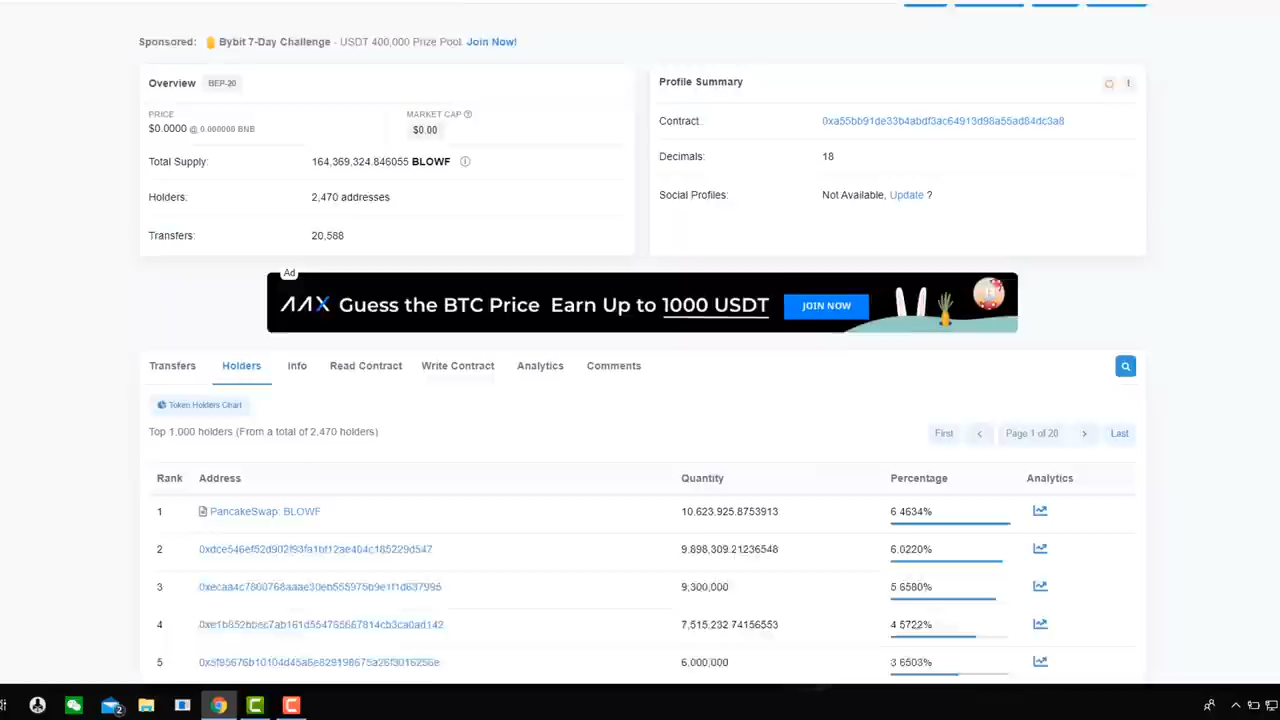 Sponsored: Bybit 7-Day Challenge - USDT 400,000 Prize Pool. Join Now!
Overview BEP-20
PRICE
$0.0000 @ 0.000000 BNB
MARKET CAP
$0.00
Total Supply: 164,369,324.846055 BLOWF
Holders: 2,470 addresses
Transfers: 20,588
Profile Summary
Contract:
Decimals: 18
Social Profiles: Not Available, Update ?
Ad
AAX Guess the BTC Price Earn Up to 1000 USDT JOIN NOW
Transfers Holders Info Read Contract Write Contract Analytics Comments
Token Holders Chart
Top 1,000 holders (From a total of 2,470 holders)
First < Page 1 of 20 > Last
Rank Address Quantity Percentage Analytics
1 PancakeSwap: BLOWF 10,623,925.8753913 6.4634%
2 9,898,309.21236548 6.0220%
3 9,300,000 5.6580%
4 7,515,232.74156553 4.5722%
5 6,000,000 3.6503%
2